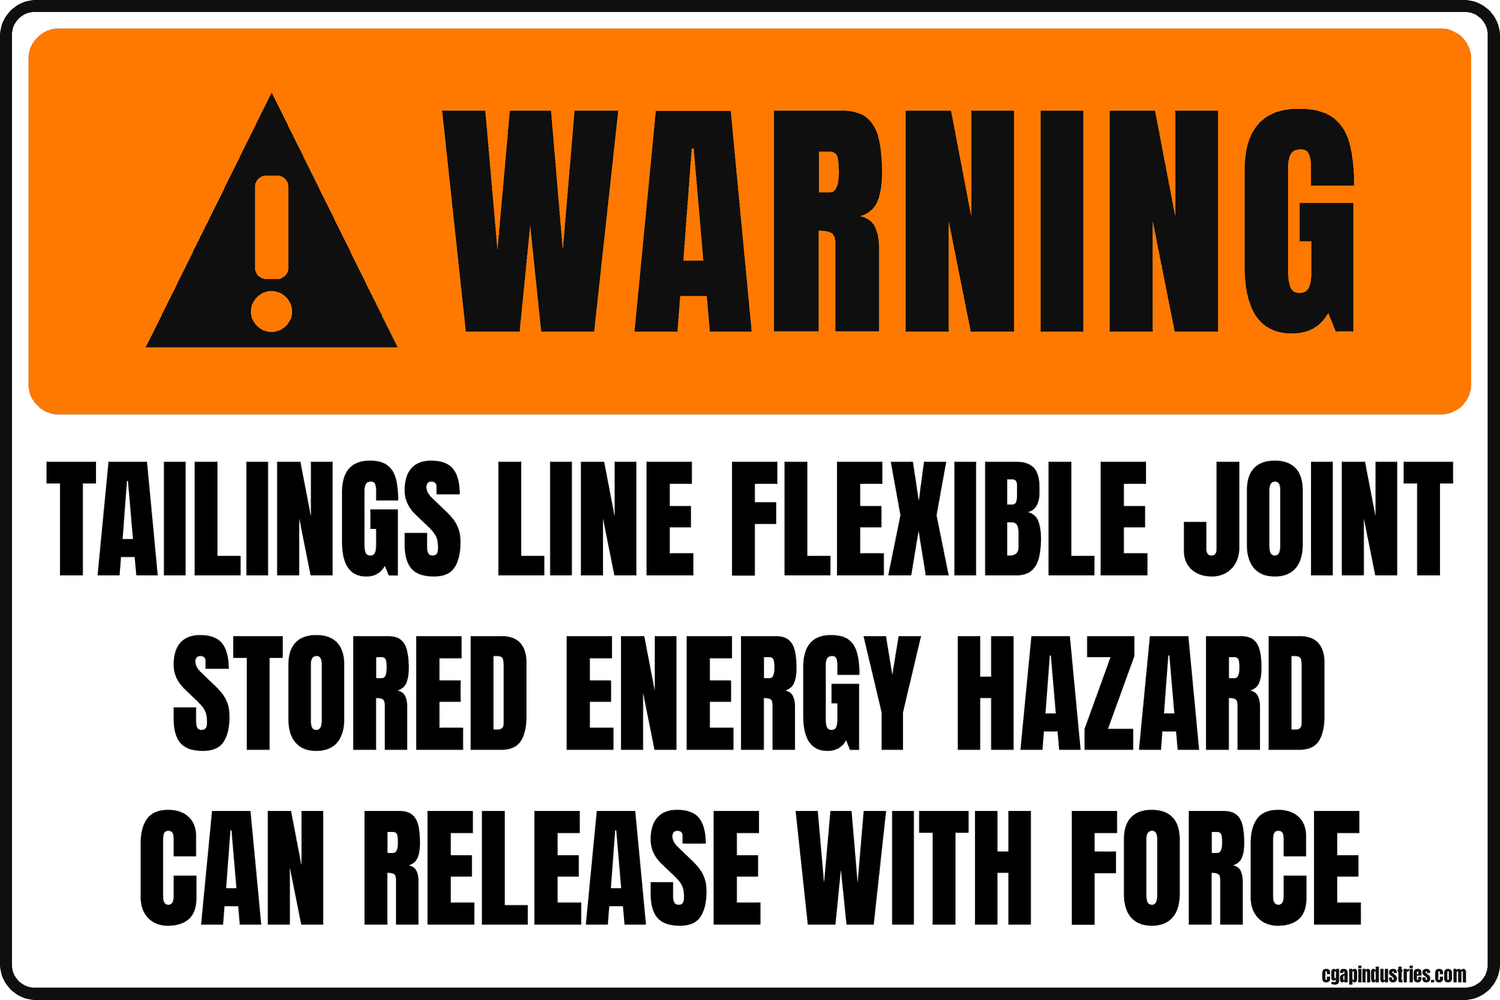 WARNING
TAILINGS LINE FLEXIBLE JOINT
STORED ENERGY HAZARD
CAN RELEASE WITH FORCE
cgapindustries.com